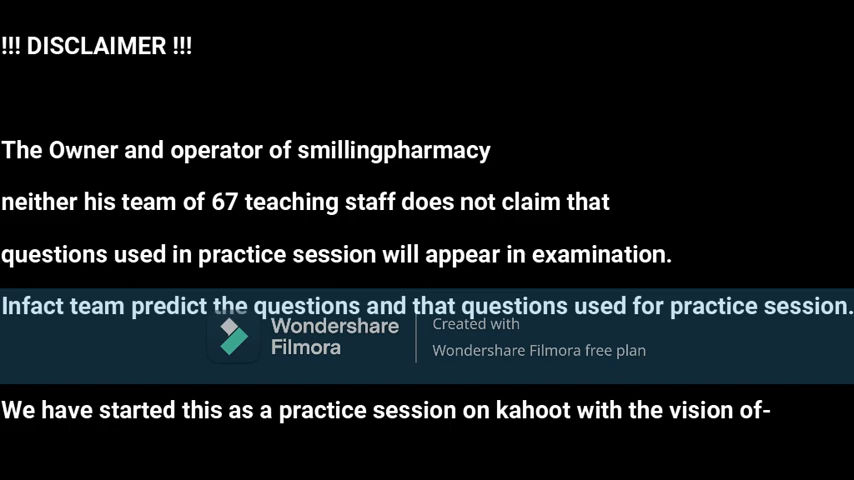 !!! DISCLAIMER !!!
The Owner and operator of smillingpharmacy
neither his team of 67 teaching staff does not claim that
questions used in practice session will appear in examination.
Infact team predict the questions and that questions used for practice session.
Wondershare
Filmora
Created with
Wondershare Filmora free plan
We have started this as a practice session on kahoot with the vision of-